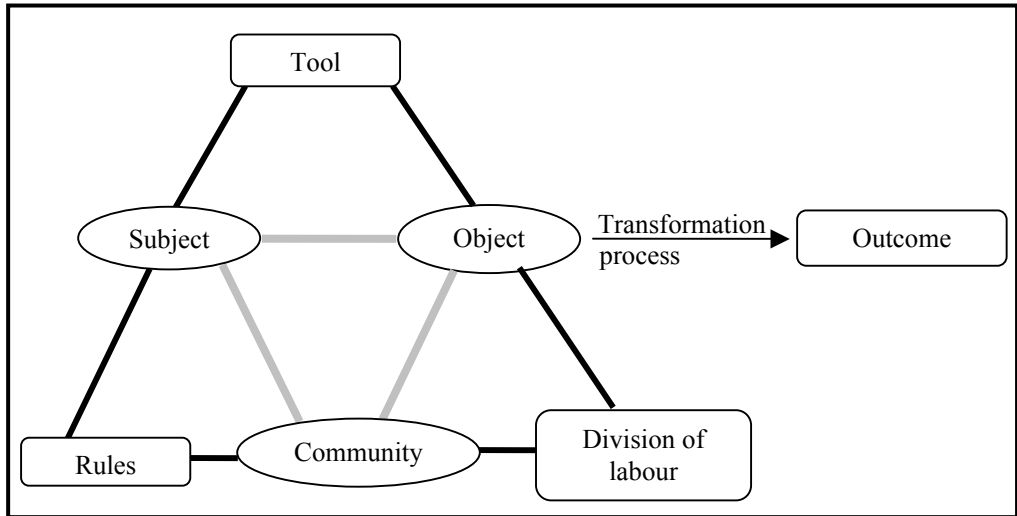 Tool
Subject
Object
Transformation
process
Outcome
Rules
Community
Division of
labour